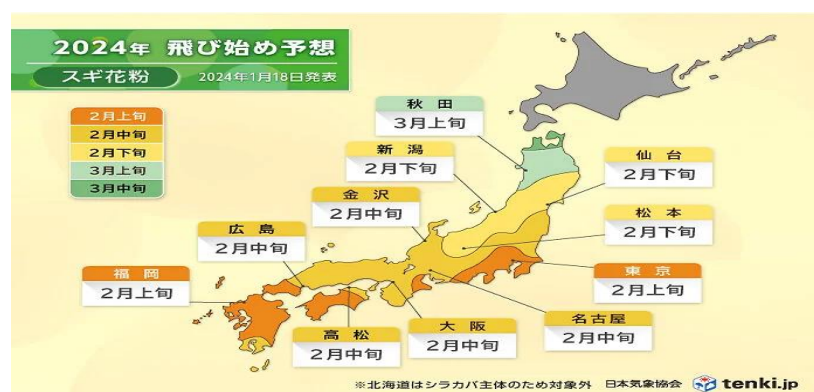 2024年 飛び始め予想
スギ花粉 2024年1月18日発表
2月上旬
2月中旬
2月下旬
3月上旬
3月中旬
秋田
3月上旬
新潟
2月下旬
仙台
2月下旬
金沢
2月中旬
松本
2月下旬
広島
2月中旬
福岡
2月上旬
東京
2月上旬
高松
2月中旬
大阪
2月中旬
名古屋
2月中旬
※北海道はシラカバ主体のため対象外 日本気象協会 tenki.jp